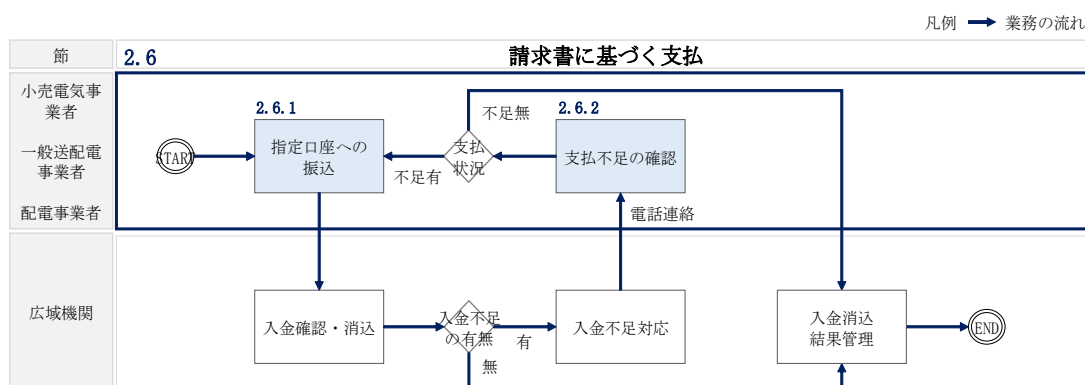 凡例 業務の流れ
節
2.6 請求書に基づく支払
小売電気事
業者
一般送配電
事業者
配電事業者
START
2.6.1
指定口座への
振込
不足有
支払
状況
不足無
2.6.2
支払不足の確認
電話連絡
広域機関
入金確認・消込
入金不足
の有無
有
無
入金不足対応
入金消込
結果管理
END